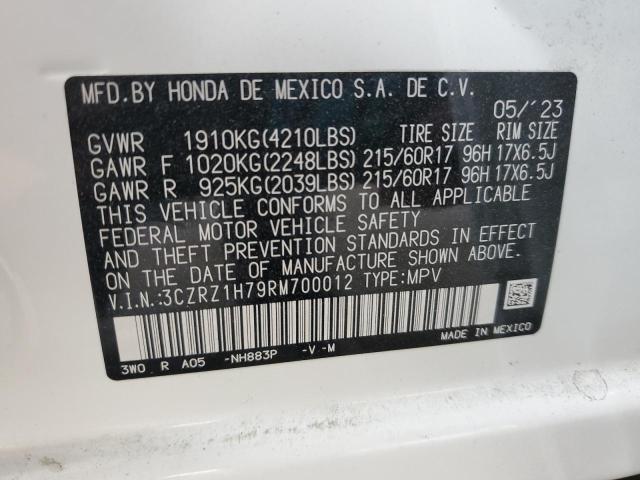 MFD.BY HONDA DE MEXICO S.A. DE C.V.
05/'23
GVWR 1910KG(4210LBS) TIRE SIZE RIM SIZE
GAWR F 1020KG(2248LBS) 215/60R17 96H 17X6.5J
GAWR R 925KG(2039LBS) 215/60R17 96H 17X6.5J
THIS VEHICLE CONFORMS TO ALL APPLICABLE
FEDERAL MOTOR VEHICLE SAFETY
AND THEFT PREVENTION STANDARDS IN EFFECT
ON THE DATE OF MANUFACTURE SHOWN ABOVE.
V.I.N.:3CZRZ1H79RM700012 TYPE:MPV
MADE IN MEXICO
3W0 R A05 -NH883P -V -M